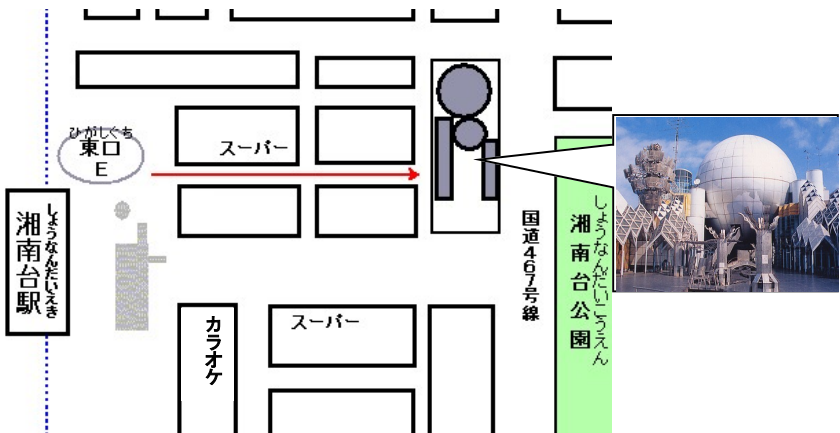 ひがしぐち
東口
E
スーパー
しょうなんだいえき
湘南台駅
カラオケ
スーパー
国道467号線
しょうなんだいこうえん
湘南台公園